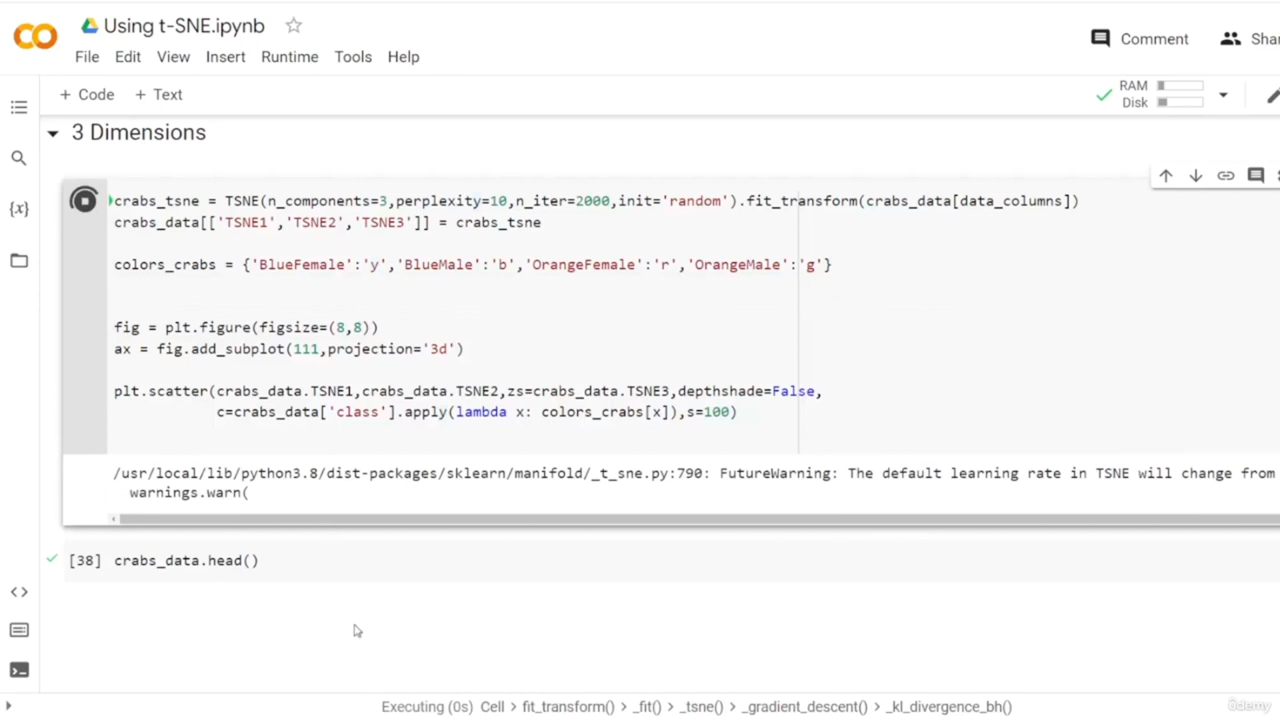 Using t-SNE.ipynb
Comment
File Edit View Insert Runtime Tools Help
+ Code + Text
RAM
Disk
3 Dimensions
crabs_tsne = TSNE(n_components=3,perplexity=10,n_iter=2000,init='random').fit_transform(crabs_data[data_columns])
crabs_data[['TSNE1','TSNE2','TSNE3']] = crabs_tsne
colors_crabs = {'BlueFemale':'y','BlueMale':'b','OrangeFemale':'r','OrangeMale':'g'}
fig = plt.figure(figsize=(8,8))
ax = fig.add_subplot(111,projection='3d')
plt.scatter(crabs_data.TSNE1,crabs_data.TSNE2,zs=crabs_data.TSNE3,depthshade=False,
c=crabs_data['class'].apply(lambda x: colors_crabs[x]),s=100)
/usr/local/lib/python3.8/dist-packages/sklearn/manifold/_t_sne.py:790: FutureWarning: The default learning rate in TSNE will change from
warnings.warn(
[38] crabs_data.head()
Executing (0s) Cell > fit_transform() > _fit() > _tsne() > _gradient_descent() > _kl_divergence_bh()
ûdemy